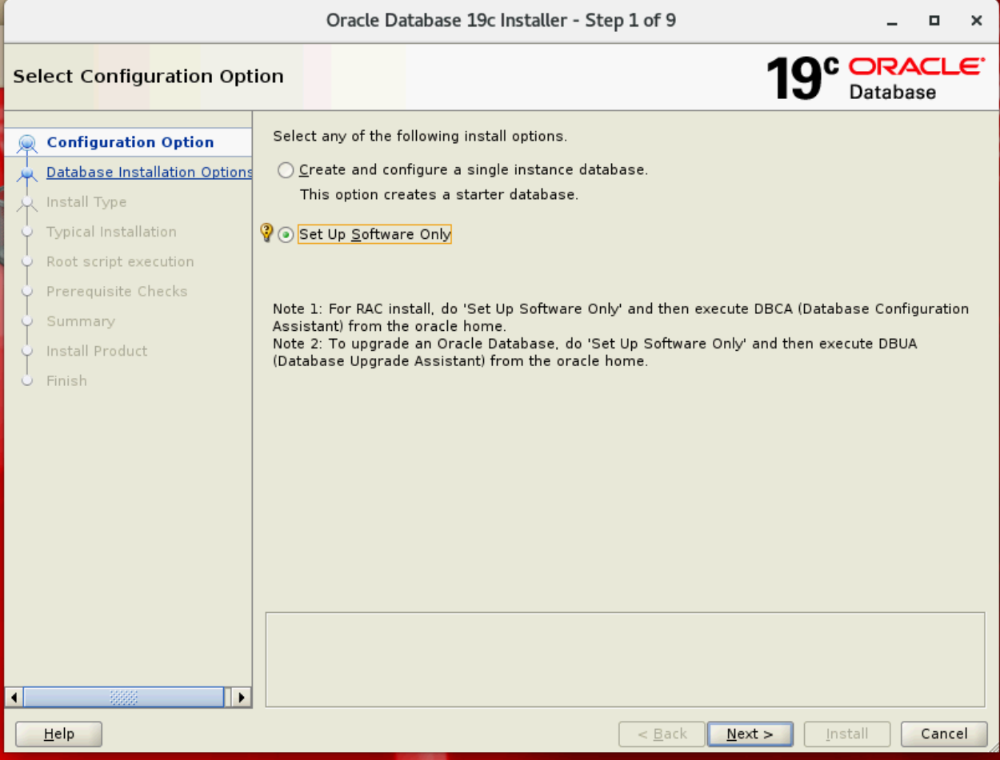 Oracle Database 19c Installer - Step 1 of 9
Select Configuration Option
19c ORACLE
Database
Configuration Option
Database Installation Options
Install Type
Typical Installation
Root script execution
Prerequisite Checks
Summary
Install Product
Finish
Select any of the following install options.
Create and configure a single instance database.
This option creates a starter database.
Set Up Software Only
Note 1: For RAC install, do 'Set Up Software Only' and then execute DBCA (Database Configuration
Assistant) from the oracle home.
Note 2: To upgrade an Oracle Database, do 'Set Up Software Only' and then execute DBUA
(Database Upgrade Assistant) from the oracle home.
Help
< Back
Next >
Install
Cancel